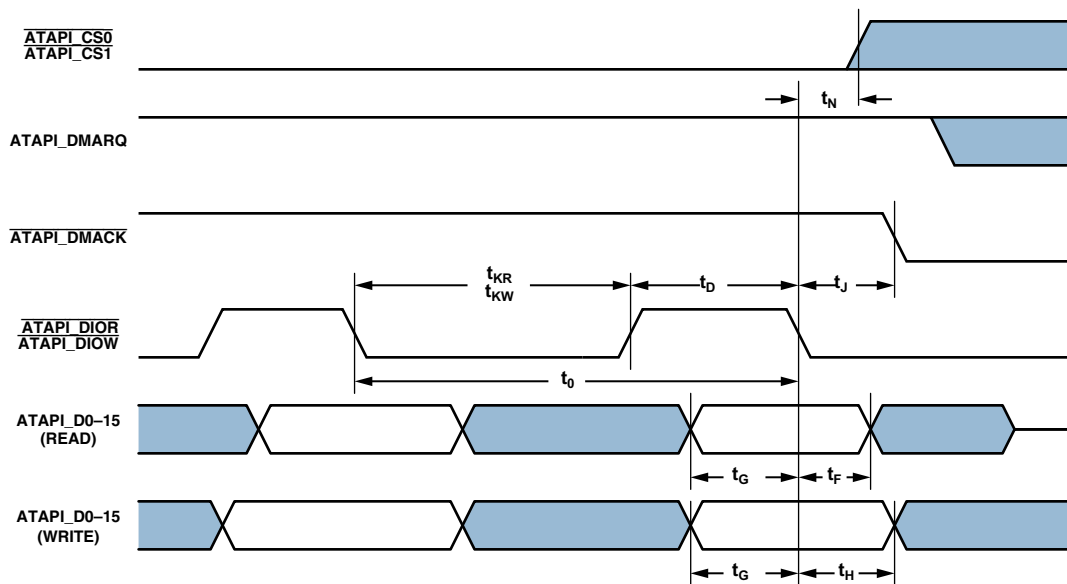 ATAPI_CS0
ATAPI_CS1
tN
ATAPI_DMARQ
ATAPI_DMACK
tKR
tKW
tD
tJ
ATAPI_DIOR
ATAPI_DIOW
t0
ATAPI_D0–15
(READ)
tG
tF
ATAPI_D0–15
(WRITE)
tG
tH